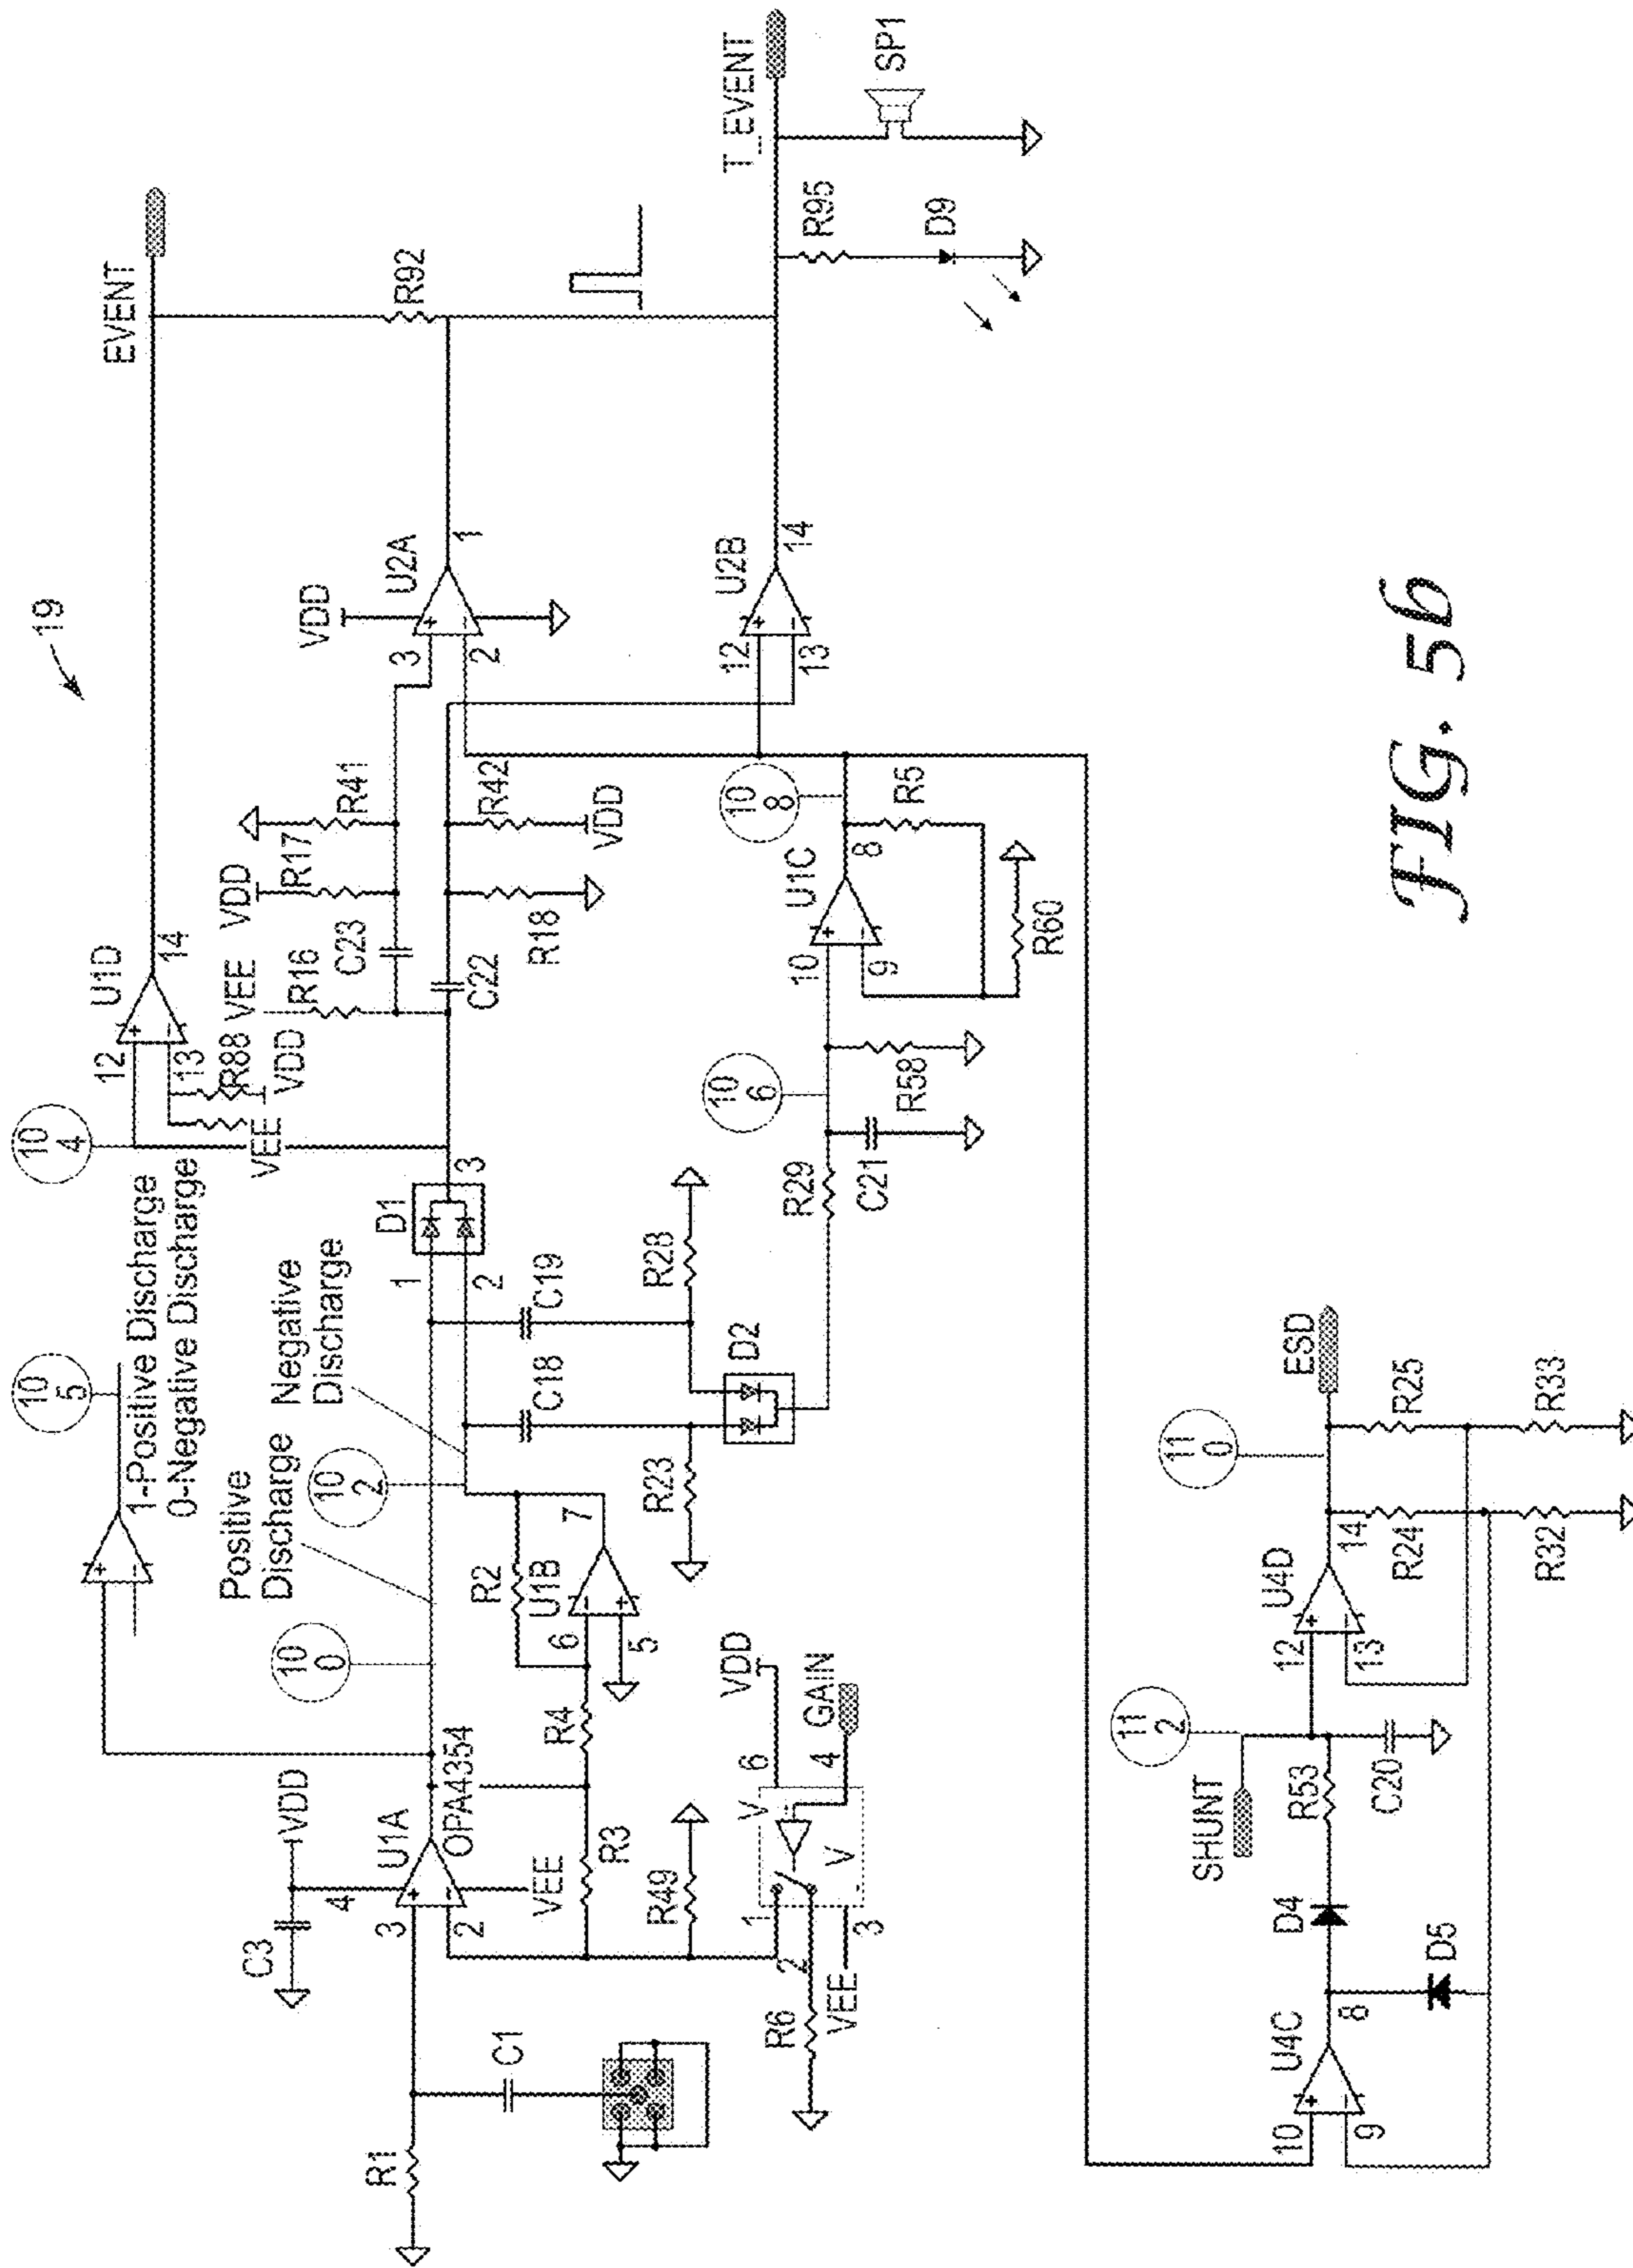 19
EVENT
T_EVENT
R92
SP1
R95
D9
U2A
VDD
3
2
1
U2B
12
13
14
U1D
12
13
14
R88
VEE
VDD
VEE
R16
VDD
R17
R41
C23
C22
R18
R42
VDD
10
4
10
5
1-Positive Discharge
0-Negative Discharge
Positive
Discharge
Negative
Discharge
10
0
10
2
D1
1
2
3
C19
C18
R28
R23
D2
R2
U1B
6
5
7
R4
R3
C3
VDD
4
U1A
OPA4354
3
2
VEE
R49
R1
C1
R6
1
2
VEE
3
V
V
6
VDD
4
GAIN
R29
C21
R58
10
6
U1C
10
9
8
R5
R60
10
8
U4C
10
9
8
D4
D5
R53
C20
SHUNT
11
2
U4D
12
13
14
11
0
ESD
R24
R25
R32
R33
FIG. 5b